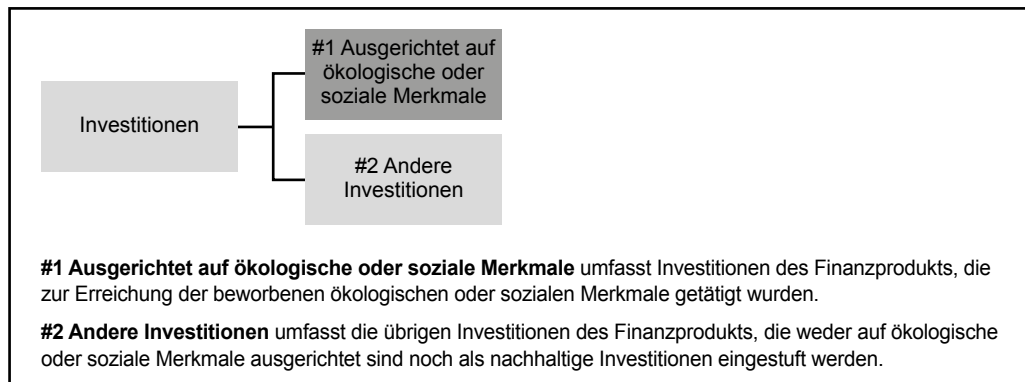 #1 Ausgerichtet auf
ökologische oder
soziale Merkmale
Investitionen
#2 Andere
Investitionen
#1 Ausgerichtet auf ökologische oder soziale Merkmale umfasst Investitionen des Finanzprodukts, die
zur Erreichung der beworbenen ökologischen oder sozialen Merkmale getätigt wurden.
#2 Andere Investitionen umfasst die übrigen Investitionen des Finanzprodukts, die weder auf ökologische
oder soziale Merkmale ausgerichtet sind noch als nachhaltige Investitionen eingestuft werden.